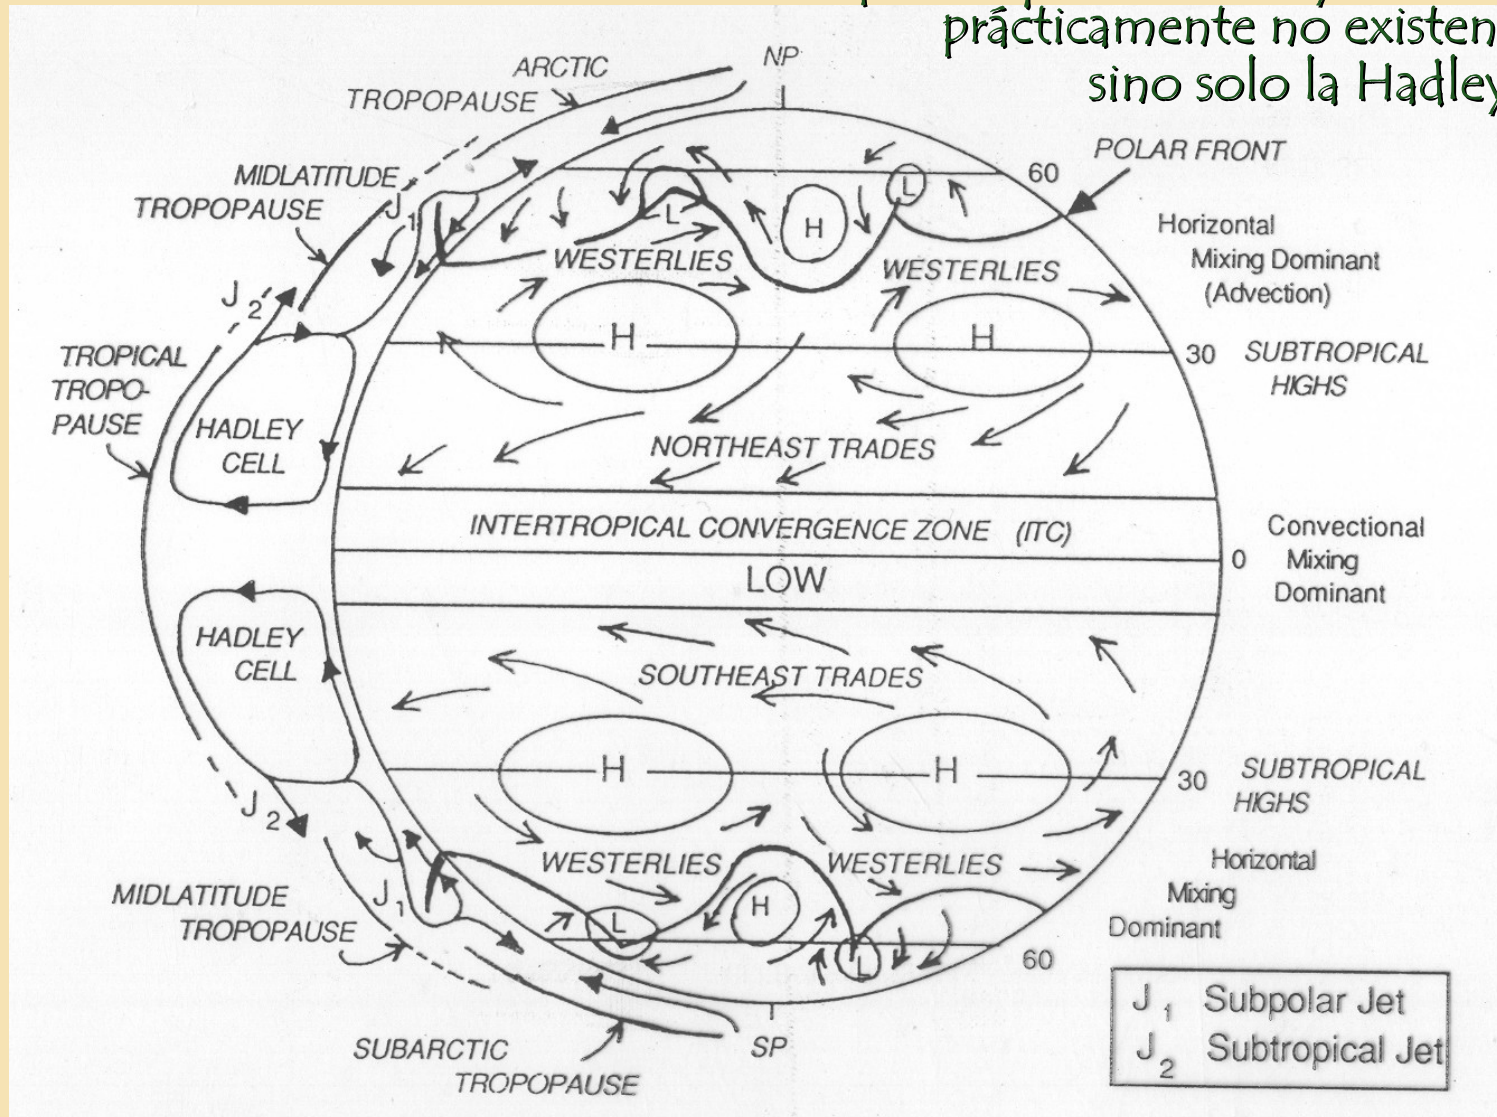 prácticamente no existen
sino solo la Hadley
NP
ARCTIC
TROPOPAUSE
POLAR FRONT
60
MIDLATITUDE
TROPOPAUSE
J1
L
H
L
Horizontal
Mixing Dominant
(Advection)
WESTERLIES
WESTERLIES
J2
H
H
30
SUBTROPICAL
HIGHS
TROPICAL
TROPO-
PAUSE
HADLEY
CELL
NORTHEAST TRADES
INTERTROPICAL CONVERGENCE ZONE (ITC)
Convectional
Mixing
Dominant
0
LOW
HADLEY
CELL
SOUTHEAST TRADES
H
H
30
SUBTROPICAL
HIGHS
J2
WESTERLIES
WESTERLIES
Horizontal
Mixing
Dominant
MIDLATITUDE
TROPOPAUSE
J1
L
H
L
60
SUBARCTIC
TROPOPAUSE
SP
J1 Subpolar Jet
J2 Subtropical Jet